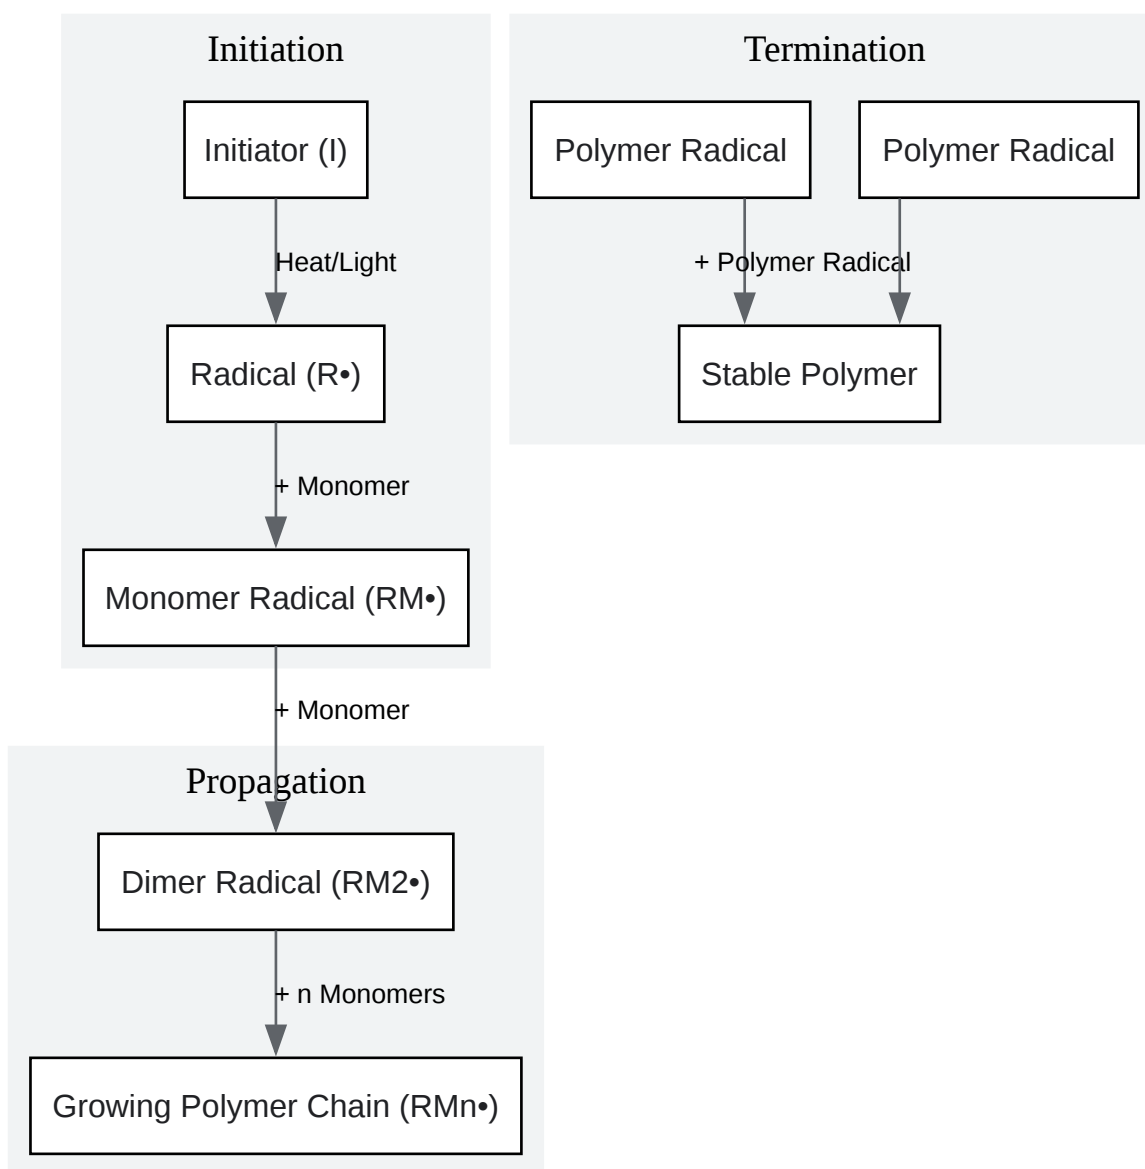 Initiation
Initiator (I)
Heat/Light
Radical (R•)
+ Monomer
Monomer Radical (RM•)
+ Monomer
Propagation
Dimer Radical (RM2•)
+ n Monomers
Growing Polymer Chain (RMn•)
Termination
Polymer Radical
Polymer Radical
+ Polymer Radical
Stable Polymer